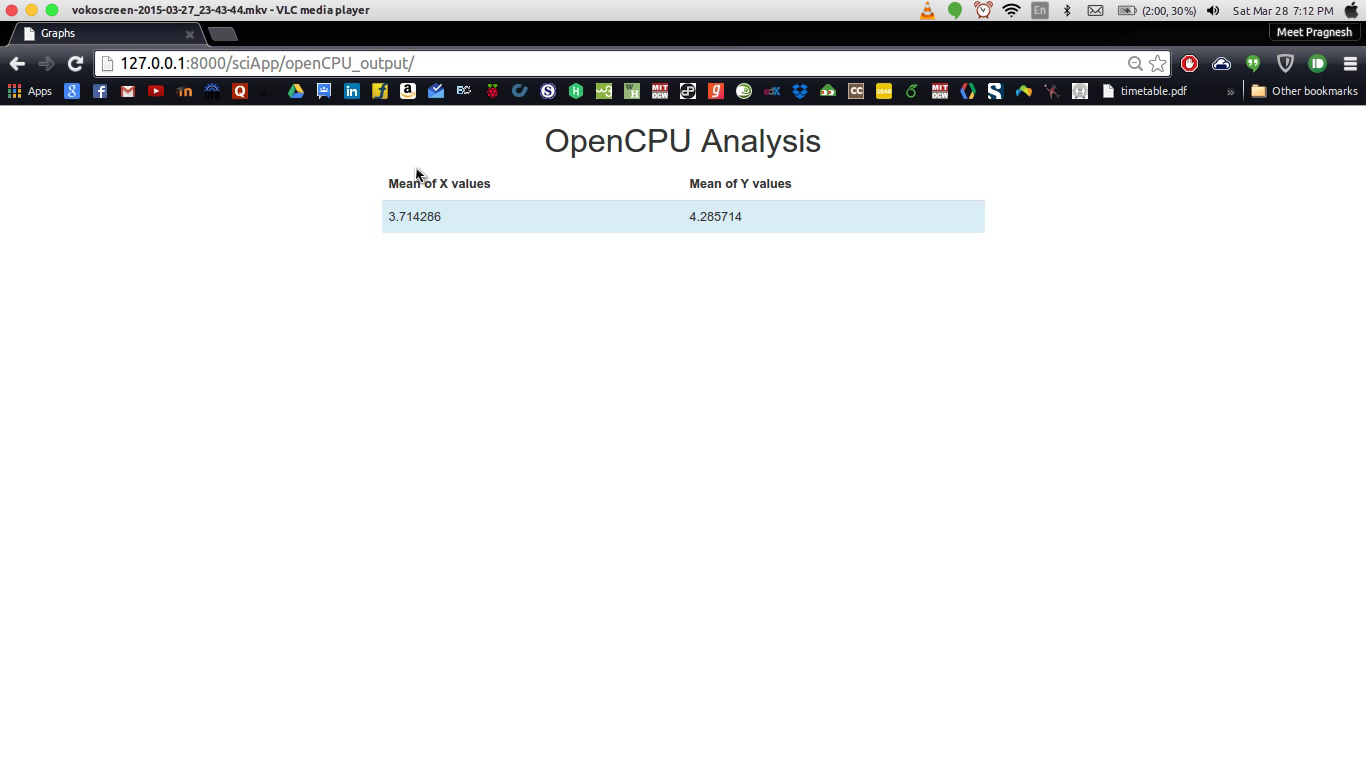 vokoscreen-2015-03-27_23-43-44.mkv - VLC media player
En
(2:00, 30%)
Sat Mar 28 7:12 PM
Graphs
Meet Pragnesh
127.0.0.1:8000/sciApp/openCPU_output/
Apps
timetable.pdf
»
Other bookmarks
OpenCPU Analysis
Mean of X values Mean of Y values
3.714286 4.285714